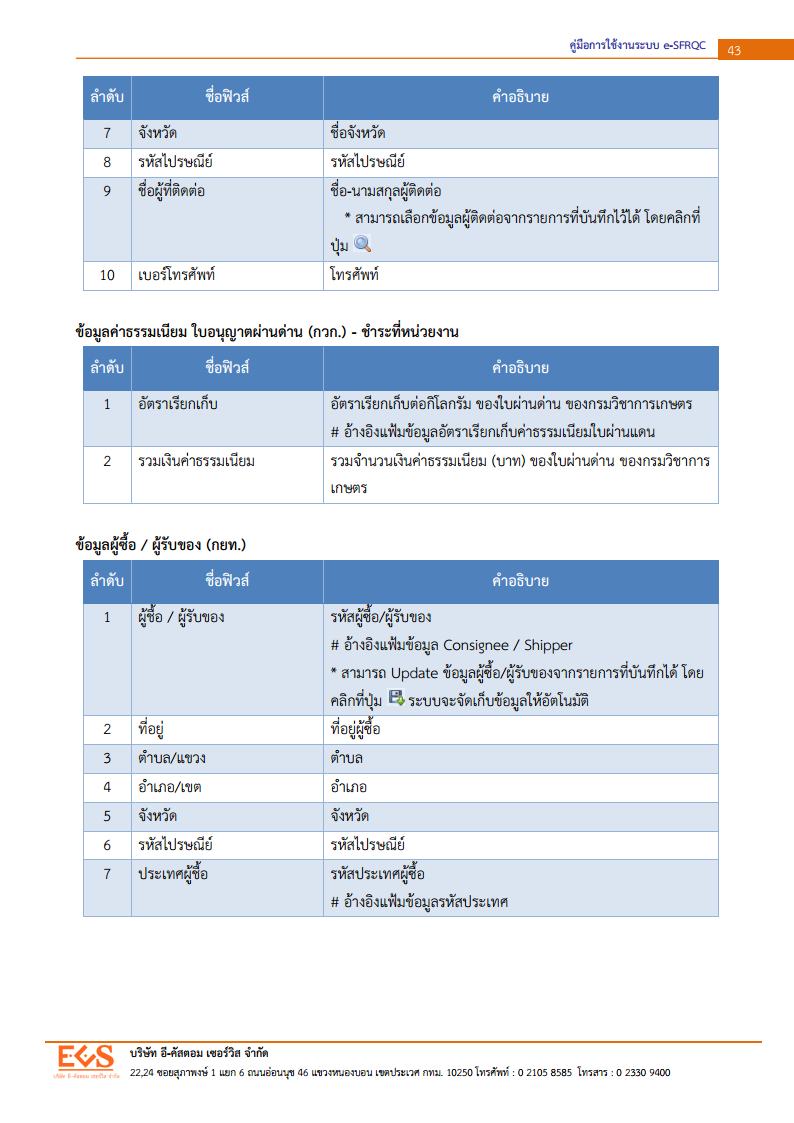 คู่มือการใช้งานระบบ e-SFRQC 43
ลำดับ ชื่อฟิวส์ คำอธิบาย
7 จังหวัด ชื่อจังหวัด
8 รหัสไปรษณีย์ รหัสไปรษณีย์
9 ชื่อผู้ที่ติดต่อ ชื่อ-นามสกุลผู้ติดต่อ
* สามารถเลือกข้อมูลผู้ติดต่อจากรายการที่บันทึกไว้ได้ โดยคลิกที่
ปุ่ม
10 เบอร์โทรศัพท์ โทรศัพท์
ข้อมูลค่าธรรมเนียม ใบอนุญาตผ่านด่าน (กวก.) - ชำระที่หน่วยงาน
ลำดับ ชื่อฟิวส์ คำอธิบาย
1 อัตราเรียกเก็บ อัตราเรียกเก็บต่อกิโลกรัม ของใบผ่านด่าน ของกรมวิชาการเกษตร
# อ้างอิงแฟ้มข้อมูลอัตราเรียกเก็บค่าธรรมเนียมใบผ่านแดน
2 รวมเงินค่าธรรมเนียม รวมจำนวนเงินค่าธรรมเนียม (บาท) ของใบผ่านด่าน ของกรมวิชาการ
เกษตร
ข้อมูลผู้ซื้อ / ผู้รับของ (กยท.)
ลำดับ ชื่อฟิวส์ คำอธิบาย
1 ผู้ซื้อ / ผู้รับของ รหัสผู้ซื้อ/ผู้รับของ
# อ้างอิงแฟ้มข้อมูล Consignee / Shipper
* สามารถ Update ข้อมูลผู้ซื้อ/ผู้รับของจากรายการที่บันทึกได้ โดย
คลิกที่ปุ่ม ระบบจะจัดเก็บข้อมูลให้อัตโนมัติ
2 ที่อยู่ ที่อยู่ผู้ซื้อ
3 ตำบล/แขวง ตำบล
4 อำเภอ/เขต อำเภอ
5 จังหวัด จังหวัด
6 รหัสไปรษณีย์ รหัสไปรษณีย์
7 ประเทศผู้ซื้อ รหัสประเทศผู้ซื้อ
# อ้างอิงแฟ้มข้อมูลรหัสประเทศ
ECS
บริษัท อี-คัสตอม เซอร์วิส จำกัด
บริษัท อี-คัสตอม เซอร์วิส จำกัด
22,24 ซอยสุภาพงษ์ 1 แยก 6 ถนนอ่อนนุช 46 แขวงหนองบอน เขตประเวศ กทม. 10250 โทรศัพท์ : 0 2105 8585 โทรสาร : 0 2330 9400